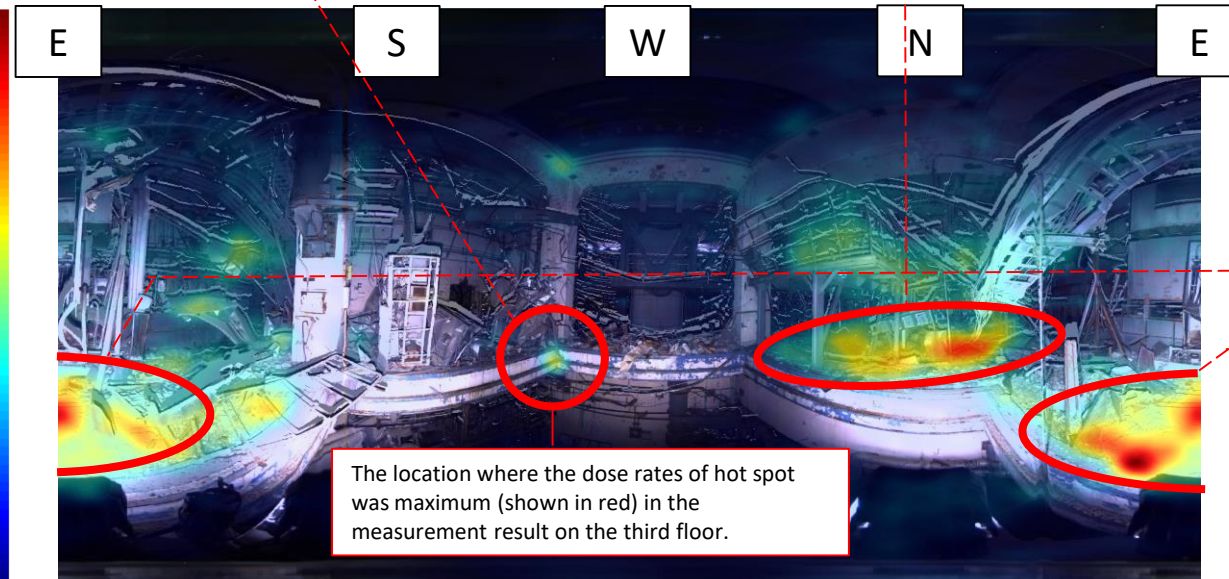 E S W N E
The location where the dose rates of hot spot
was maximum (shown in red) in the
measurement result on the third floor.